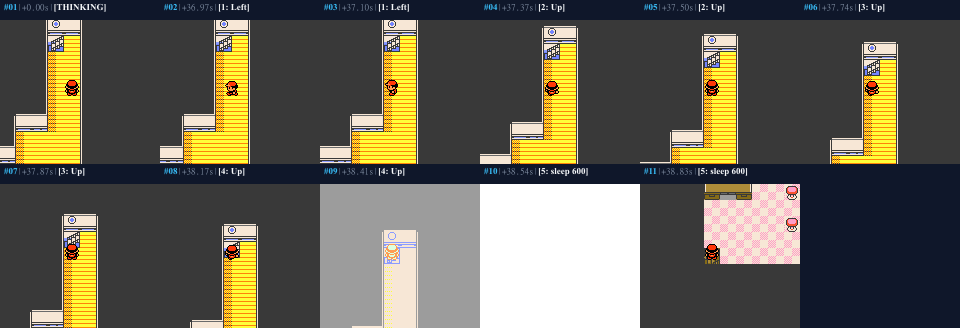 #01|+0.00s|[THINKING]
#02|+36.97s|[1: Left]
#03|+37.10s|[1: Left]
#04|+37.37s|[2: Up]
#05|+37.50s|[2: Up]
#06|+37.74s|[3: Up]
#07|+37.87s|[3: Up]
#08|+38.17s|[4: Up]
#09|+38.41s|[4: Up]
#10|+38.54s|[5: sleep 600]
#11|+38.83s|[5: sleep 600]